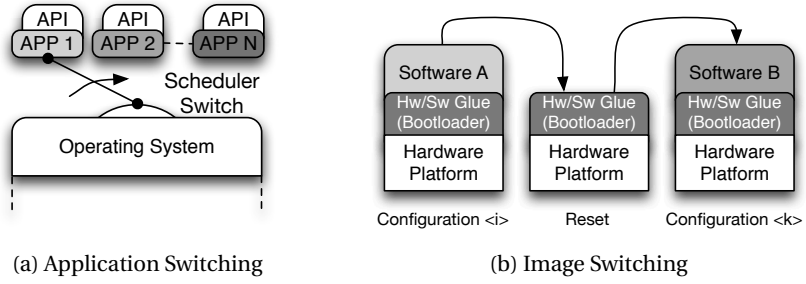 API
APP 1
API
APP 2
API
APP N
Scheduler
Switch
Operating System
(a) Application Switching
Software A
Hw/Sw Glue
(Bootloader)
Hardware
Platform
Configuration <i>
Hw/Sw Glue
(Bootloader)
Hardware
Platform
Reset
Software B
Hw/Sw Glue
(Bootloader)
Hardware
Platform
Configuration <k>
(b) Image Switching